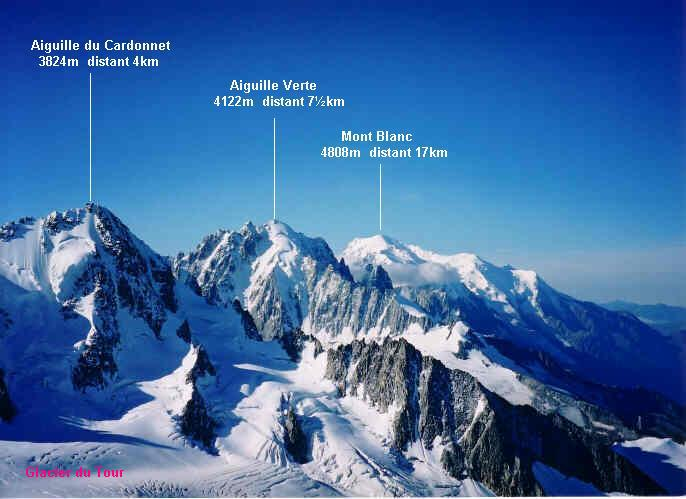 Aiguille du Cardonnet
3824m distant 4km
Aiguille Verte
4122m distant 7½km
Mont Blanc
4808m distant 17km
Glacier du Tour